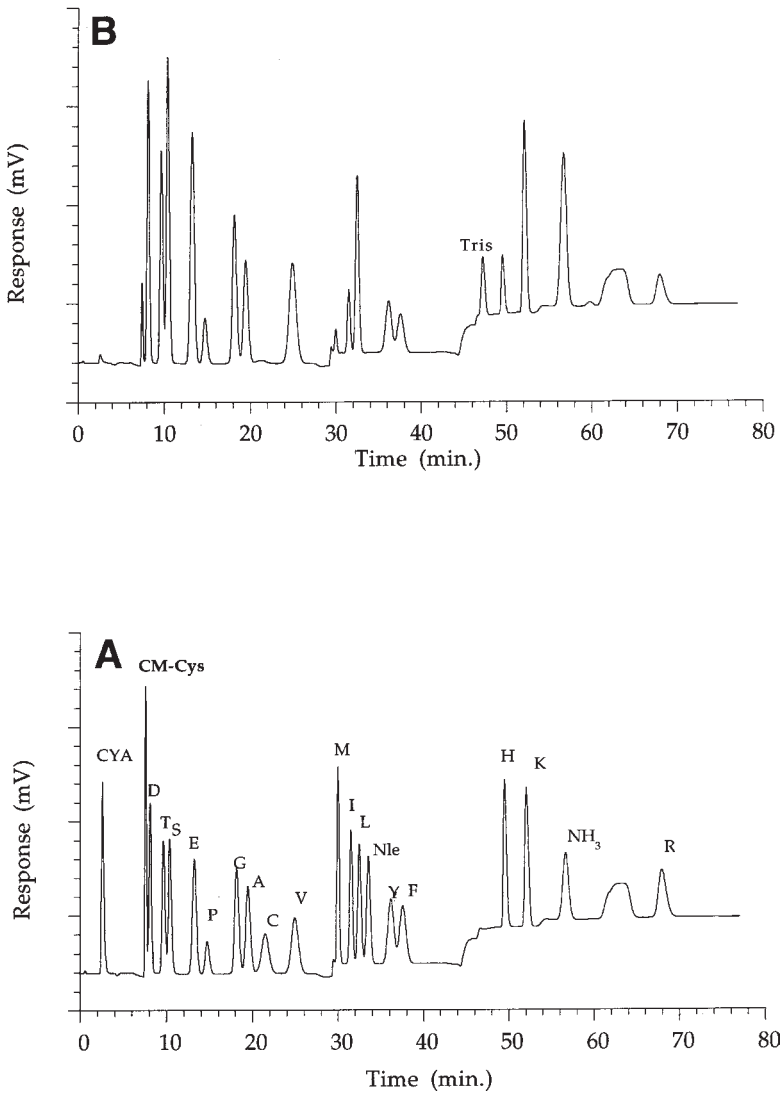 B
Response (mV)
Tris
0 10 20 30 40 50 60 70 80
Time (min.)
A
CM-Cys
CYA
D
T
S
E
P
G
A
C
V
M
I
L
Nle
Y
F
H
K
NH3
R
Response (mV)
0 10 20 30 40 50 60 70 80
Time (min.)